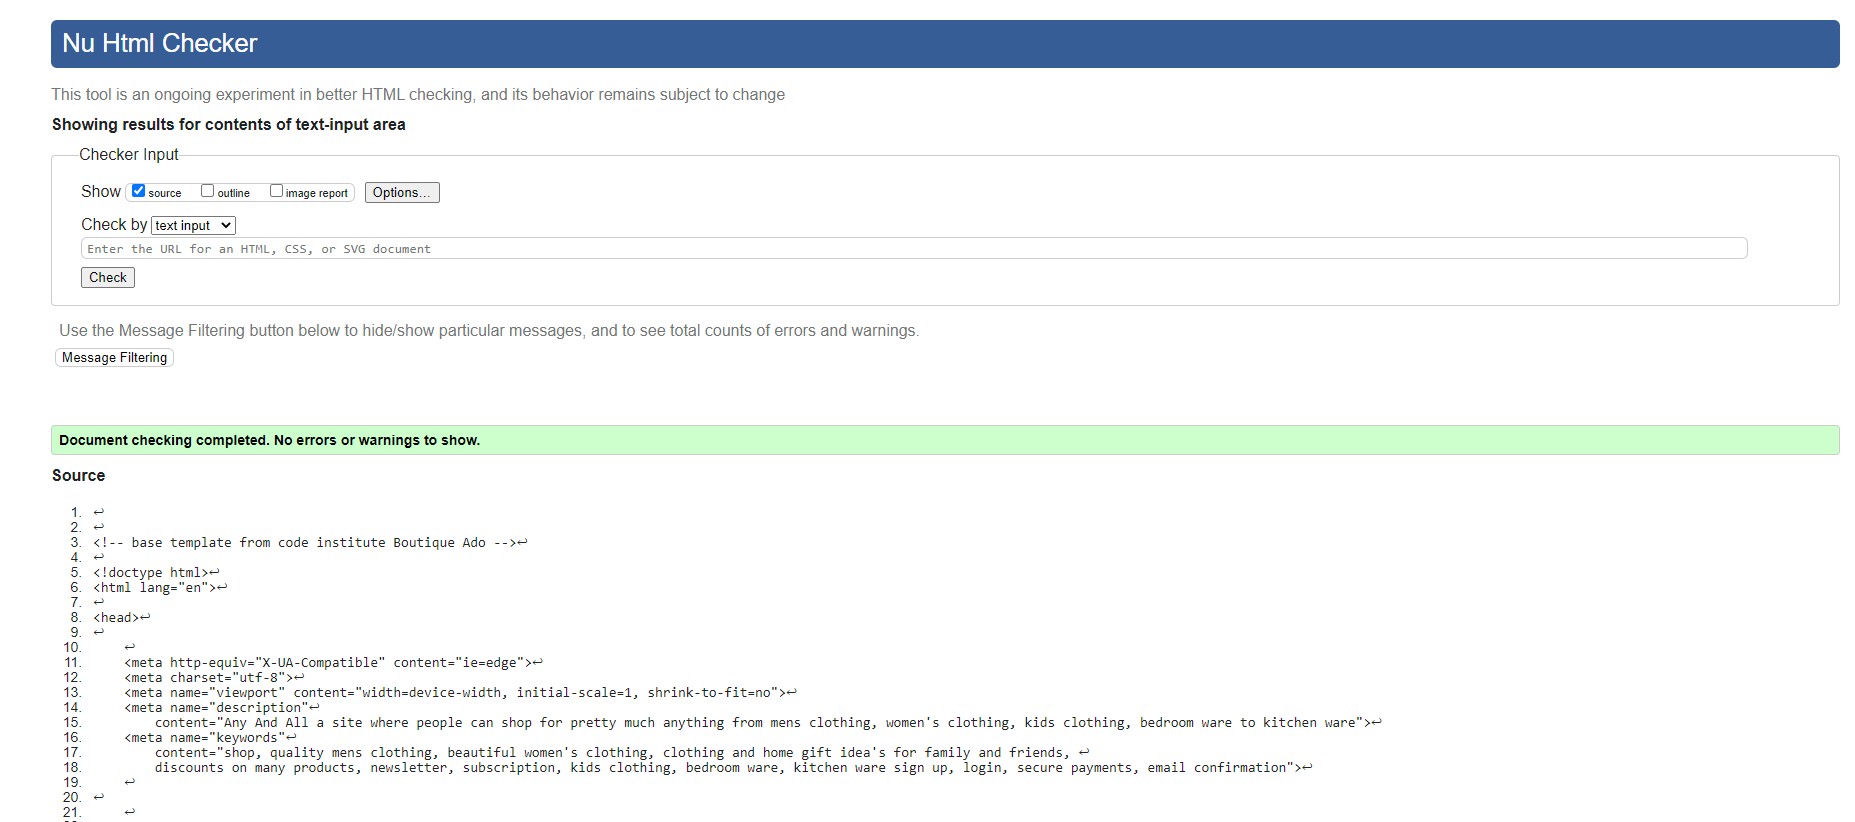 Nu Html Checker
This tool is an ongoing experiment in better HTML checking, and its behavior remains subject to change
Showing results for contents of text-input area
Checker Input
Show source outline image report Options...
Check by text input
Enter the URL for an HTML, CSS, or SVG document
Check
Use the Message Filtering button below to hide/show particular messages, and to see total counts of errors and warnings.
Message Filtering
Document checking completed. No errors or warnings to show.
Source
1. ↩
2. ↩
3. <!-- base template from code institute Boutique Ado -->↩
4. ↩
5. <!doctype html>↩
6. <html lang="en">↩
7. ↩
8. <head>↩
9. ↩
10. ↩
11. <meta http-equiv="X-UA-Compatible" content="ie=edge">↩
12. <meta charset="utf-8">↩
13. <meta name="viewport" content="width=device-width, initial-scale=1, shrink-to-fit=no">↩
14. <meta name="description"↩
15. content="Any And All a site where people can shop for pretty much anything from mens clothing, women's clothing, kids clothing, bedroom ware to kitchen ware">↩
16. <meta name="keywords"↩
17. content="shop, quality mens clothing, beautiful women's clothing, clothing and home gift idea's for family and friends, ↩
18. discounts on many products, newsletter, subscription, kids clothing, bedroom ware, kitchen ware sign up, login, secure payments, email confirmation">↩
19. ↩
20. ↩
21. ↩